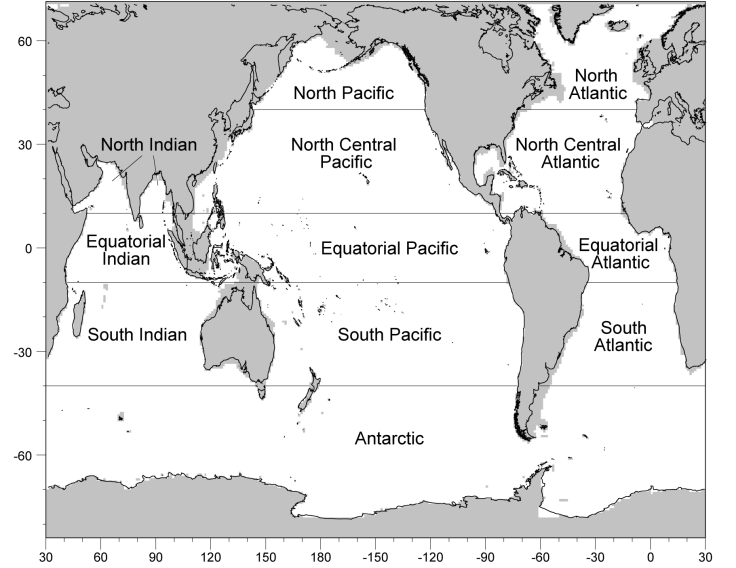 60
North Pacific
North
Atlantic
30
North Indian
North Central
Pacific
North Central
Atlantic
0
Equatorial
Indian
Equatorial Pacific
Equatorial
Atlantic
-30
South Indian
South Pacific
South
Atlantic
-60
Antarctic
30 60 90 120 150 180 -150 -120 -90 -60 -30 0 30